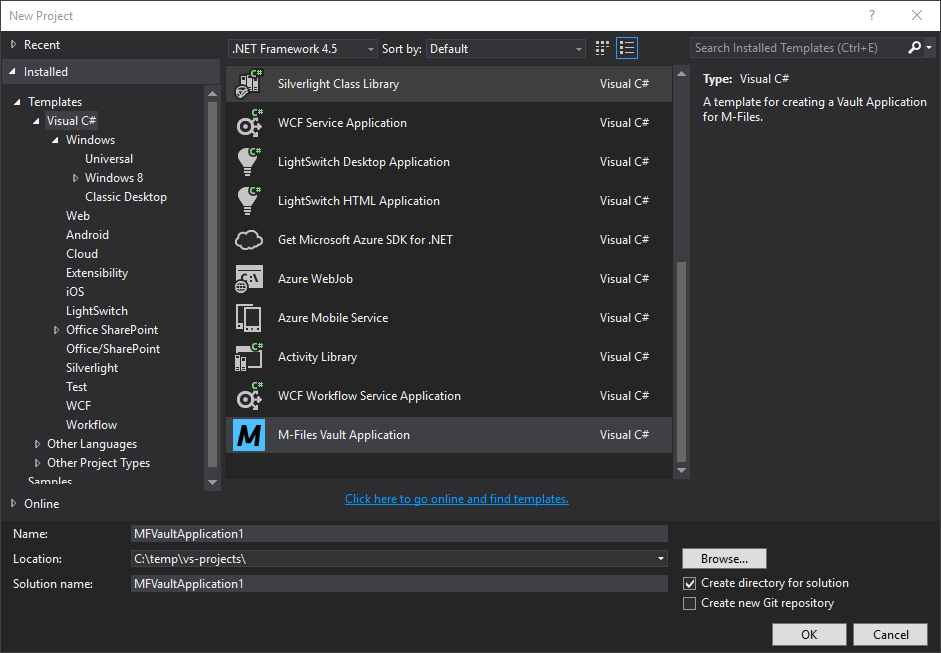 New Project
?
Recent
Installed
Templates
Visual C#
Windows
Universal
Windows 8
Classic Desktop
Web
Android
Cloud
Extensibility
iOS
LightSwitch
Office SharePoint
Office/SharePoint
Silverlight
Test
WCF
Workflow
Other Languages
Other Project Types
Samples
Online
.NET Framework 4.5 Sort by: Default
C# Silverlight Class Library Visual C#
C# WCF Service Application Visual C#
C# LightSwitch Desktop Application Visual C#
C# LightSwitch HTML Application Visual C#
Get Microsoft Azure SDK for .NET Visual C#
C:\ Azure WebJob Visual C#
Azure Mobile Service Visual C#
C# Activity Library Visual C#
C# WCF Workflow Service Application Visual C#
M M-Files Vault Application Visual C#
Click here to go online and find templates.
Search Installed Templates (Ctrl+E)
Type: Visual C#
A template for creating a Vault Application
for M-Files.
Name: MFVaultApplication1
Location: C:\temp\vs-projects\ Browse...
Solution name: MFVaultApplication1
Create directory for solution
Create new Git repository
OK Cancel